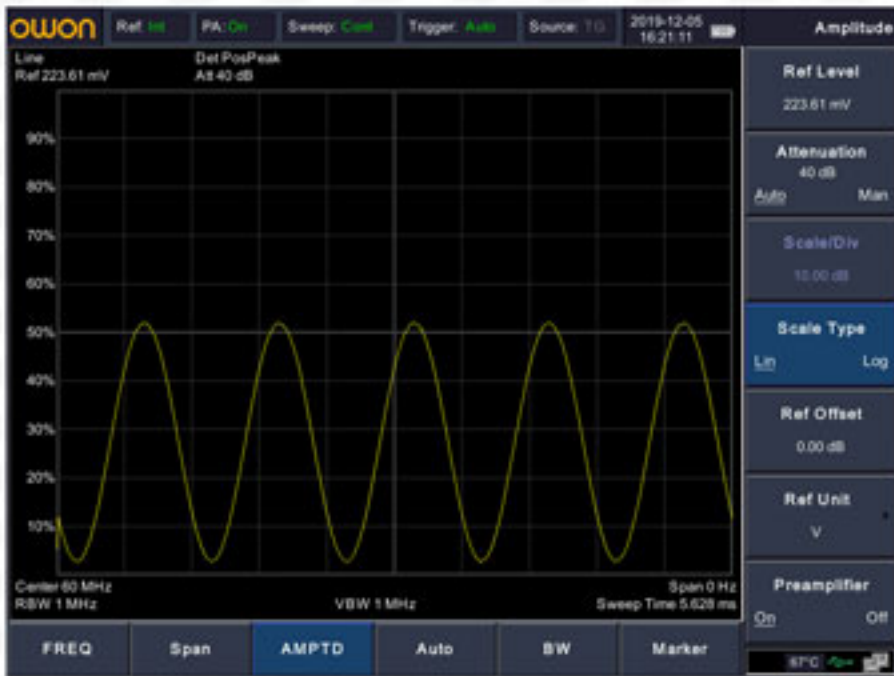 OWON Ref: Int PA: On Sweep: Cont Trigger: Auto Source: TG 2019-12-05 16:21:11
Amplitude
Line Det PosPeak
Ref 223.61 mV Att 40 dB
90%
80%
70%
60%
50%
40%
30%
20%
10%
Center 60 MHz Span 0 Hz
RBW 1 MHz VBW 1 MHz Sweep Time 5.628 ms
Ref Level
223.61 mV
Attenuation
40 dB
Auto Man
Scale/Div
10.00 dB
Scale Type
Lin Log
Ref Offset
0.00 dB
Ref Unit
V
Preamplifier
On Off
FREQ Span AMPTD Auto BW Marker
67°C